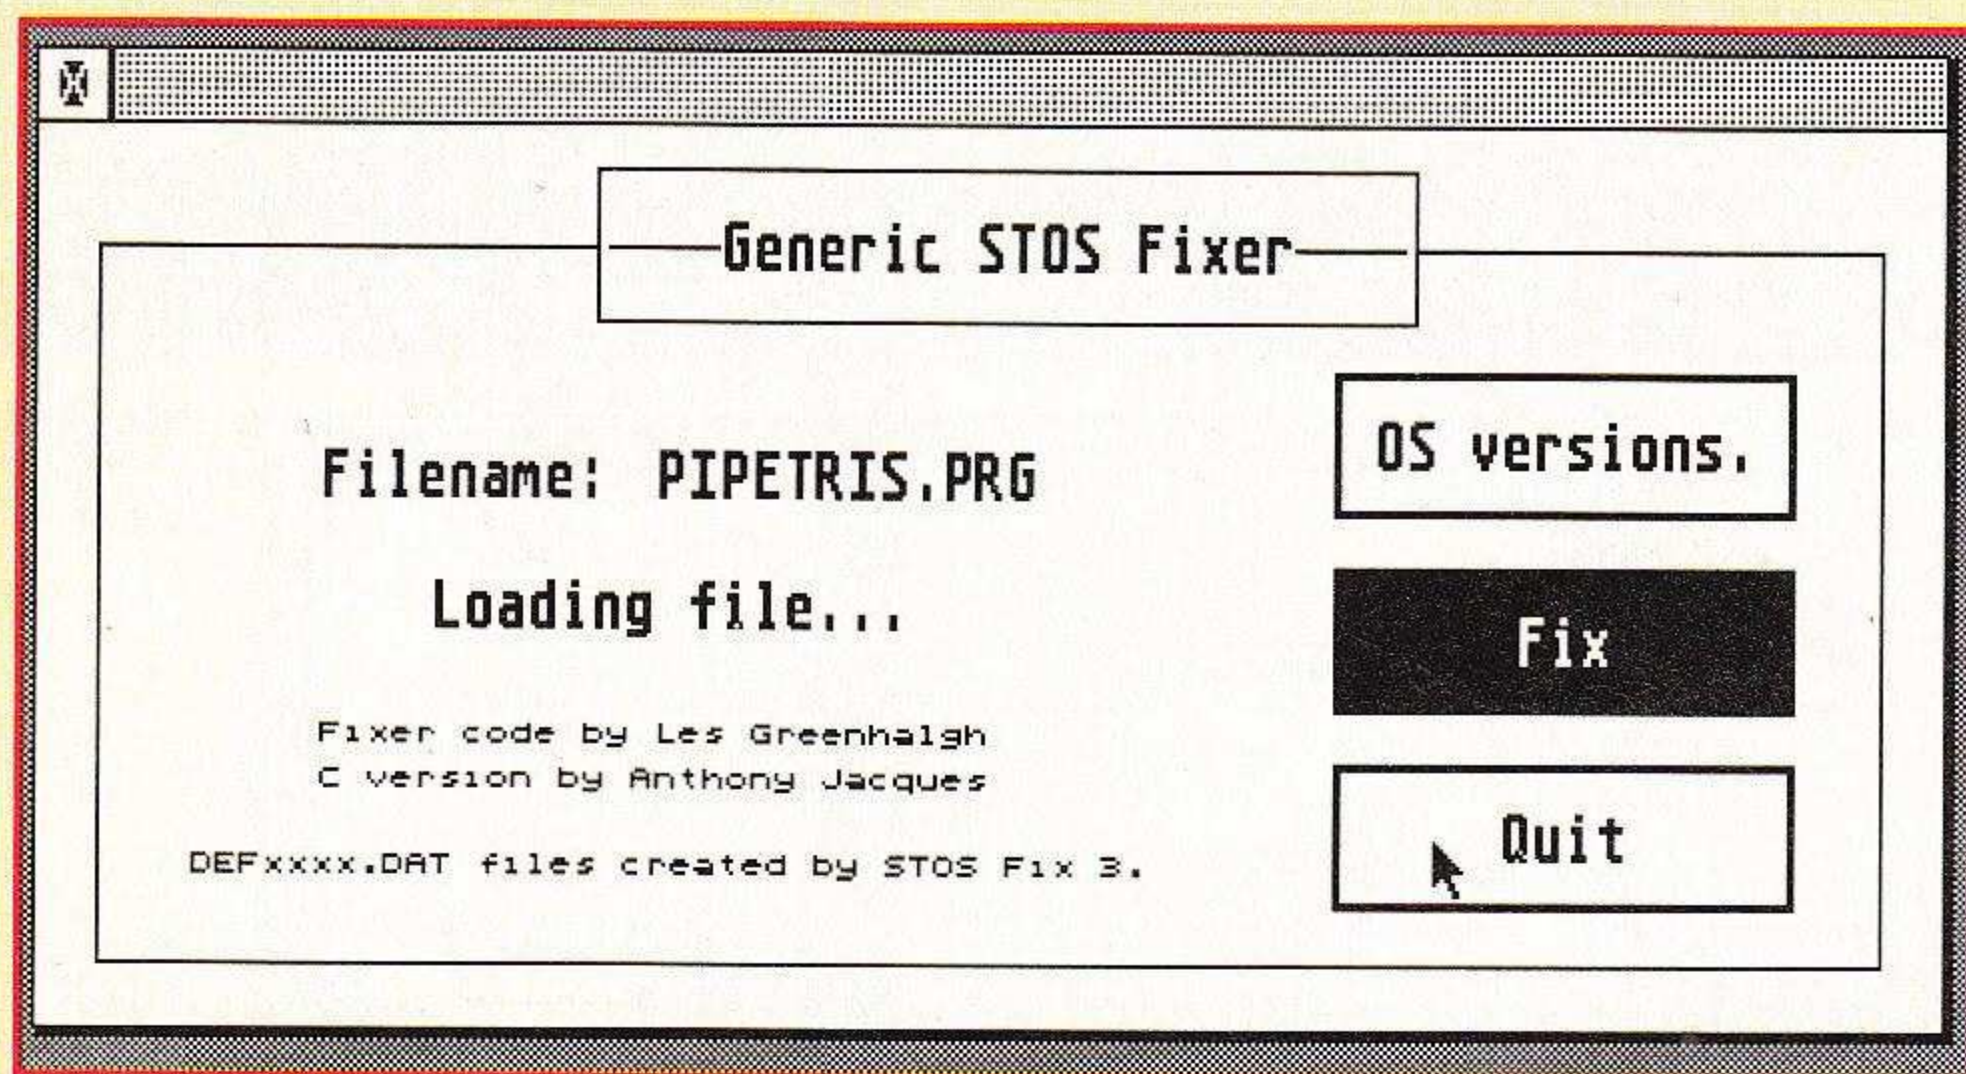 Generic STOS Fixer
OS versions.
Filename: PIPETRIS.PRG
Loading file...
Fix
Fixer code by Les Greenhalgh
C version by Anthony Jacques
Quit
DEFxxxx.DAT files created by STOS Fix 3.